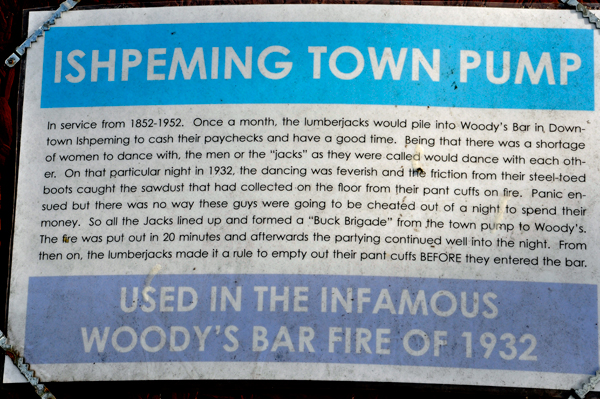 ISHPEMING TOWN PUMP
In service from 1852-1952.  Once a month, the lumberjacks would pile into Woody's Bar in Down-
town Ishpeming to cash their paychecks and have a good time.  Being that there was a shortage
of women to dance with, the men or the "jacks" as they were called would dance with each oth-
er.  On that particular night in 1932, the dancing was feverish and the friction from their steel-toed
boots caught the sawdust that had collected on the floor from their pant cuffs on fire.  Panic en-
sued but there was no way these guys were going to be cheated out of a night to spend their
money.  So all the Jacks lined up and formed a "Buck Brigade" from the town pump to Woody's.
The fire was put out in 20 minutes and afterwards the partying continued well into the night.  From
then on, the lumberjacks made it a rule to empty out their pant cuffs BEFORE they entered the bar.
USED IN THE INFAMOUS
WOODY'S BAR FIRE OF 1932